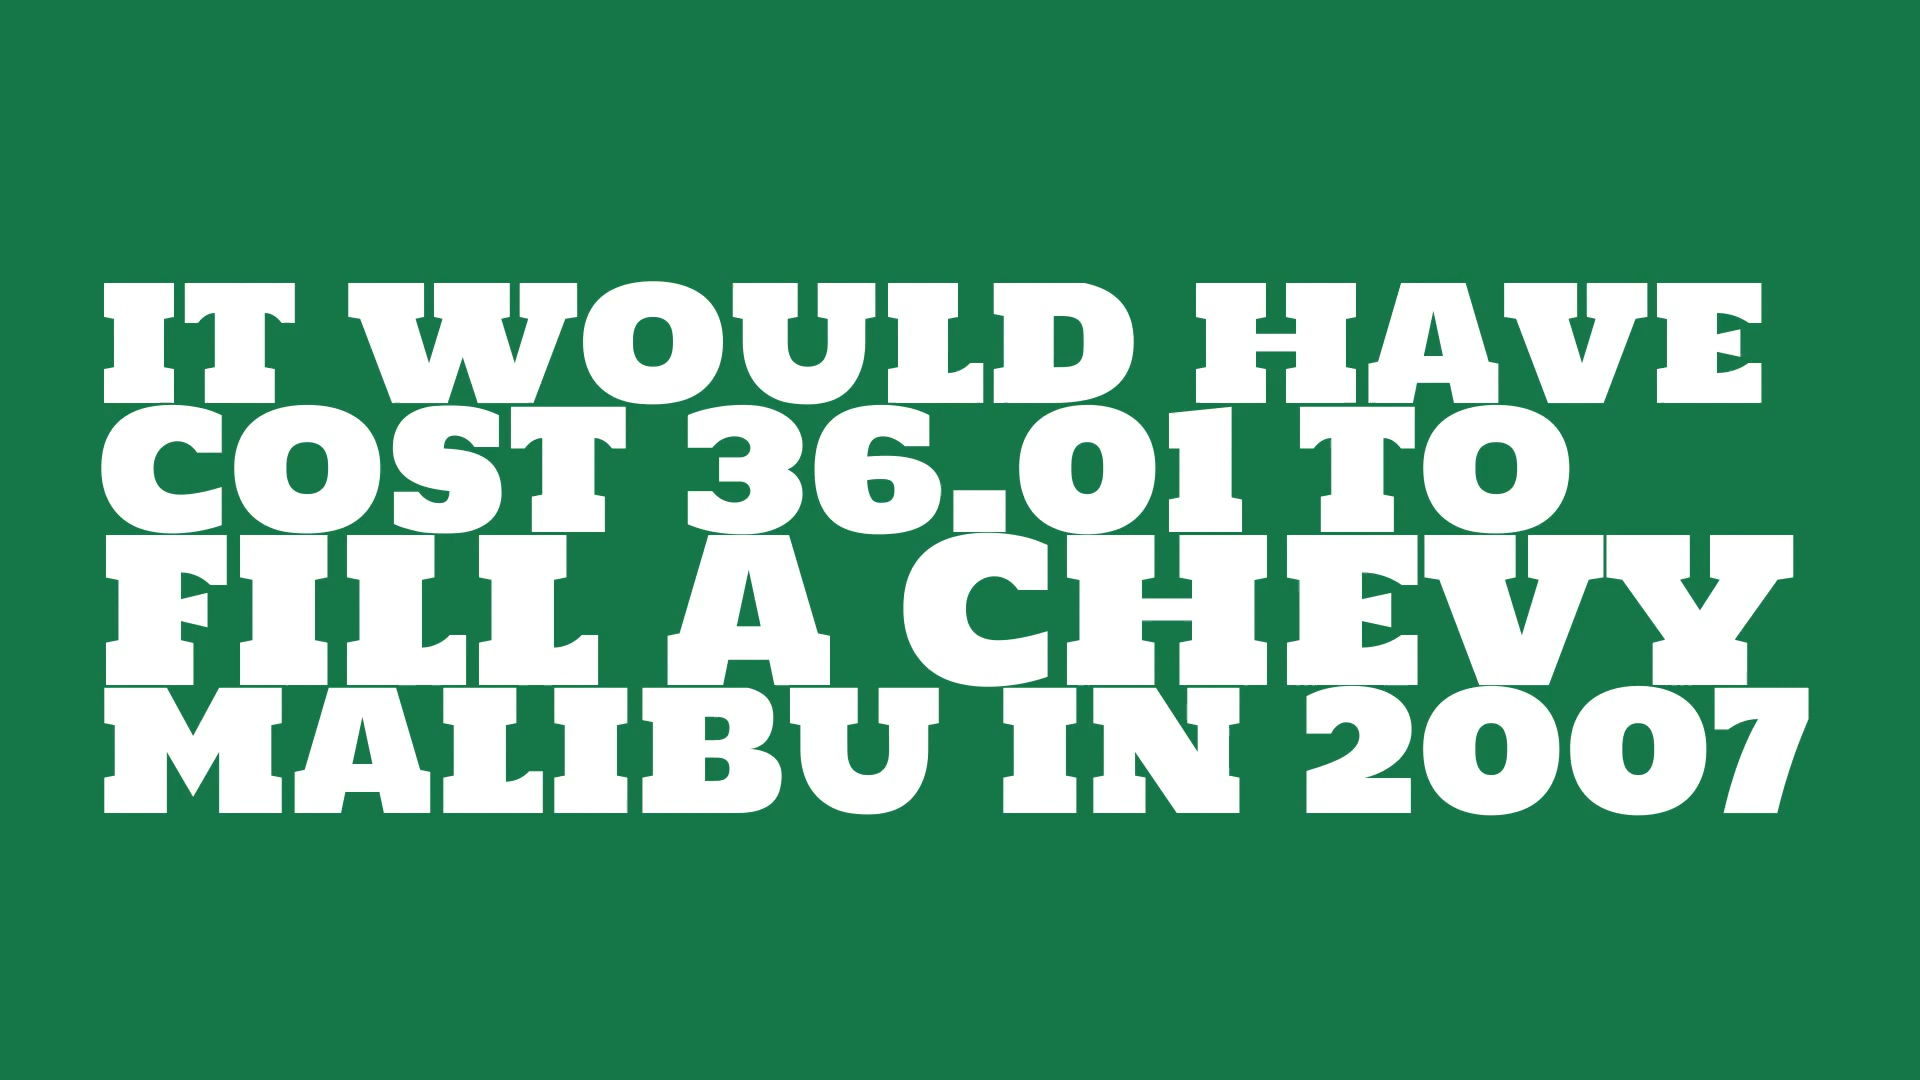 IT WOULD HAVE
COST 36.01 TO
FILL A CHEVY
MALIBU IN 2007